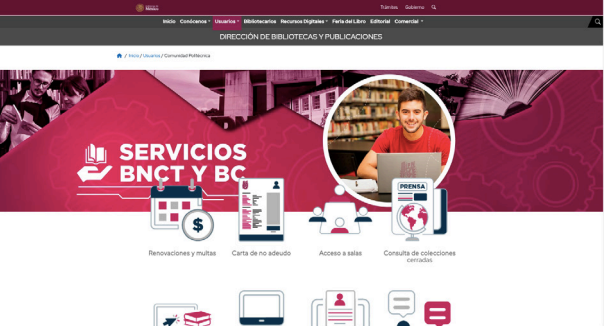 Trámites Gobierno
Inicio Conócenos Usuarios Bibliotecarios Recursos Digitales Feria del Libro Editorial Comercial
DIRECCIÓN DE BIBLIOTECAS Y PUBLICACIONES
/ Inicio / Usuarios / Comunidad Politécnica
SERVICIOS
BNCT Y BC
PRENSA
$
Renovaciones y multas Carta de no adeudo Acceso a salas Consulta de colecciones
cerradas